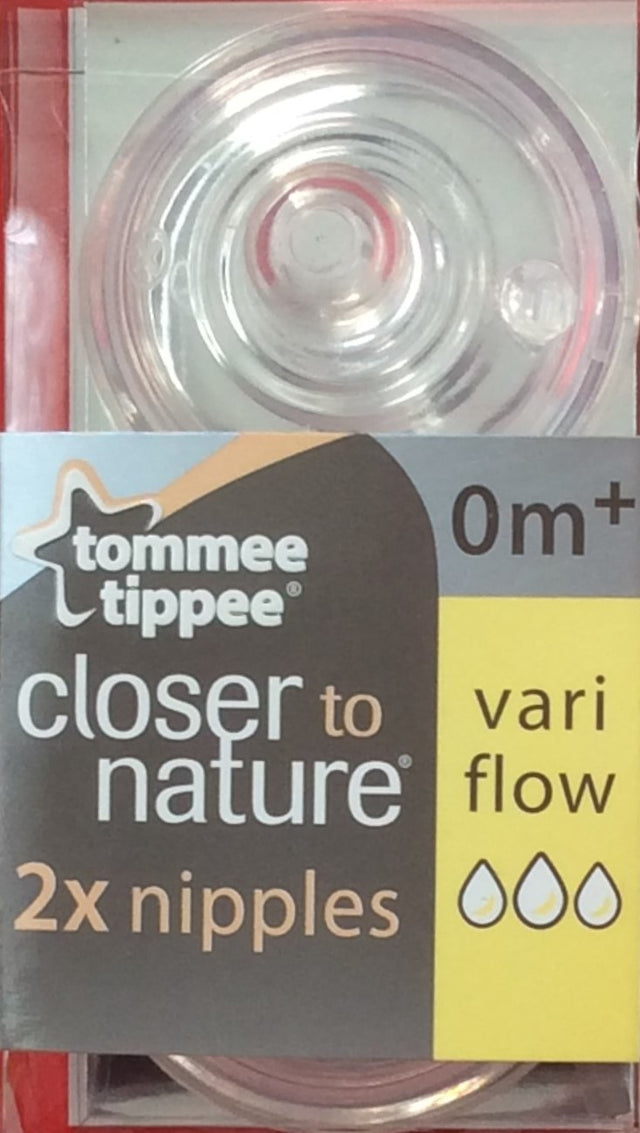 tommee
tippee®
closer to
nature®
2x nipples
0m+
vari
flow